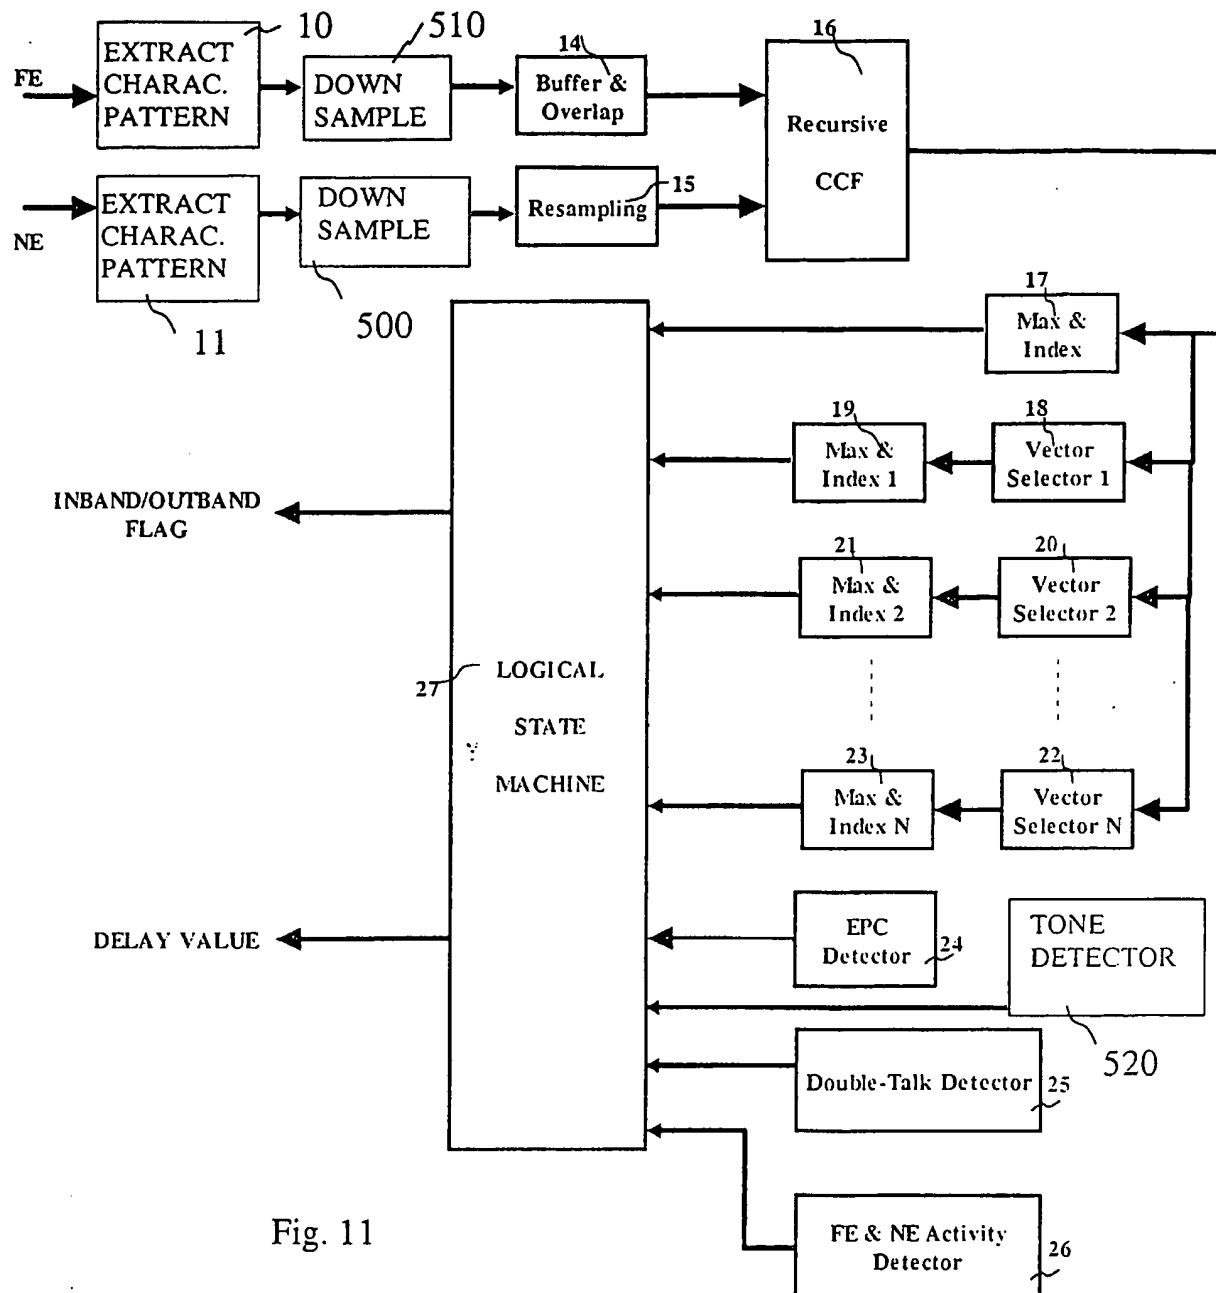 10
510
14
16
FE
EXTRACT
CHARAC.
PATTERN
DOWN
SAMPLE
Buffer &
Overlap
Recursive
CCF
NE
EXTRACT
CHARAC.
PATTERN
DOWN
SAMPLE
Resampling
15
11
500
17
Max &
Index
19
Max &
Index 1
18
Vector
Selector 1
INBAND/OUTBAND
FLAG
21
Max &
Index 2
20
Vector
Selector 2
27
LOGICAL
STATE
MACHINE
23
Max &
Index N
22
Vector
Selector N
DELAY VALUE
EPC
Detector
24
TONE
DETECTOR
520
Double-Talk Detector
25
Fig. 11
FE & NE Activity
Detector
26